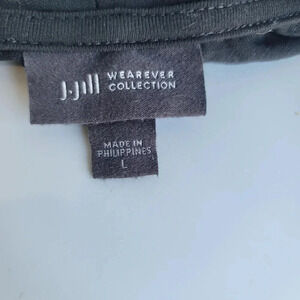 J.Jill WEAREVER
COLLECTION
MADE IN
PHILIPPINES
L